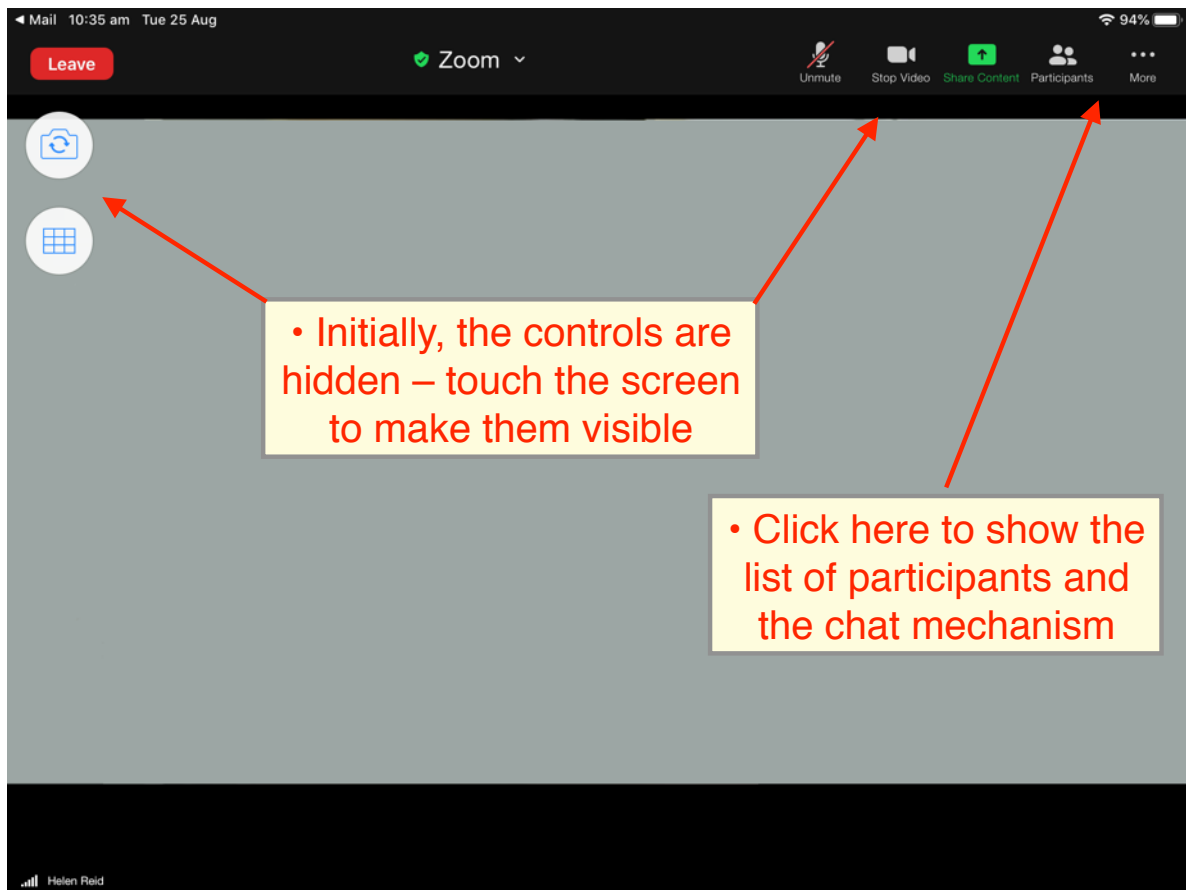 ◀ Mail 10:35 am Tue 25 Aug
94%
Leave
Zoom
Unmute
Stop Video
Share Content
Participants
More
• Initially, the controls are
hidden – touch the screen
to make them visible
• Click here to show the
list of participants and
the chat mechanism
Helen Reid